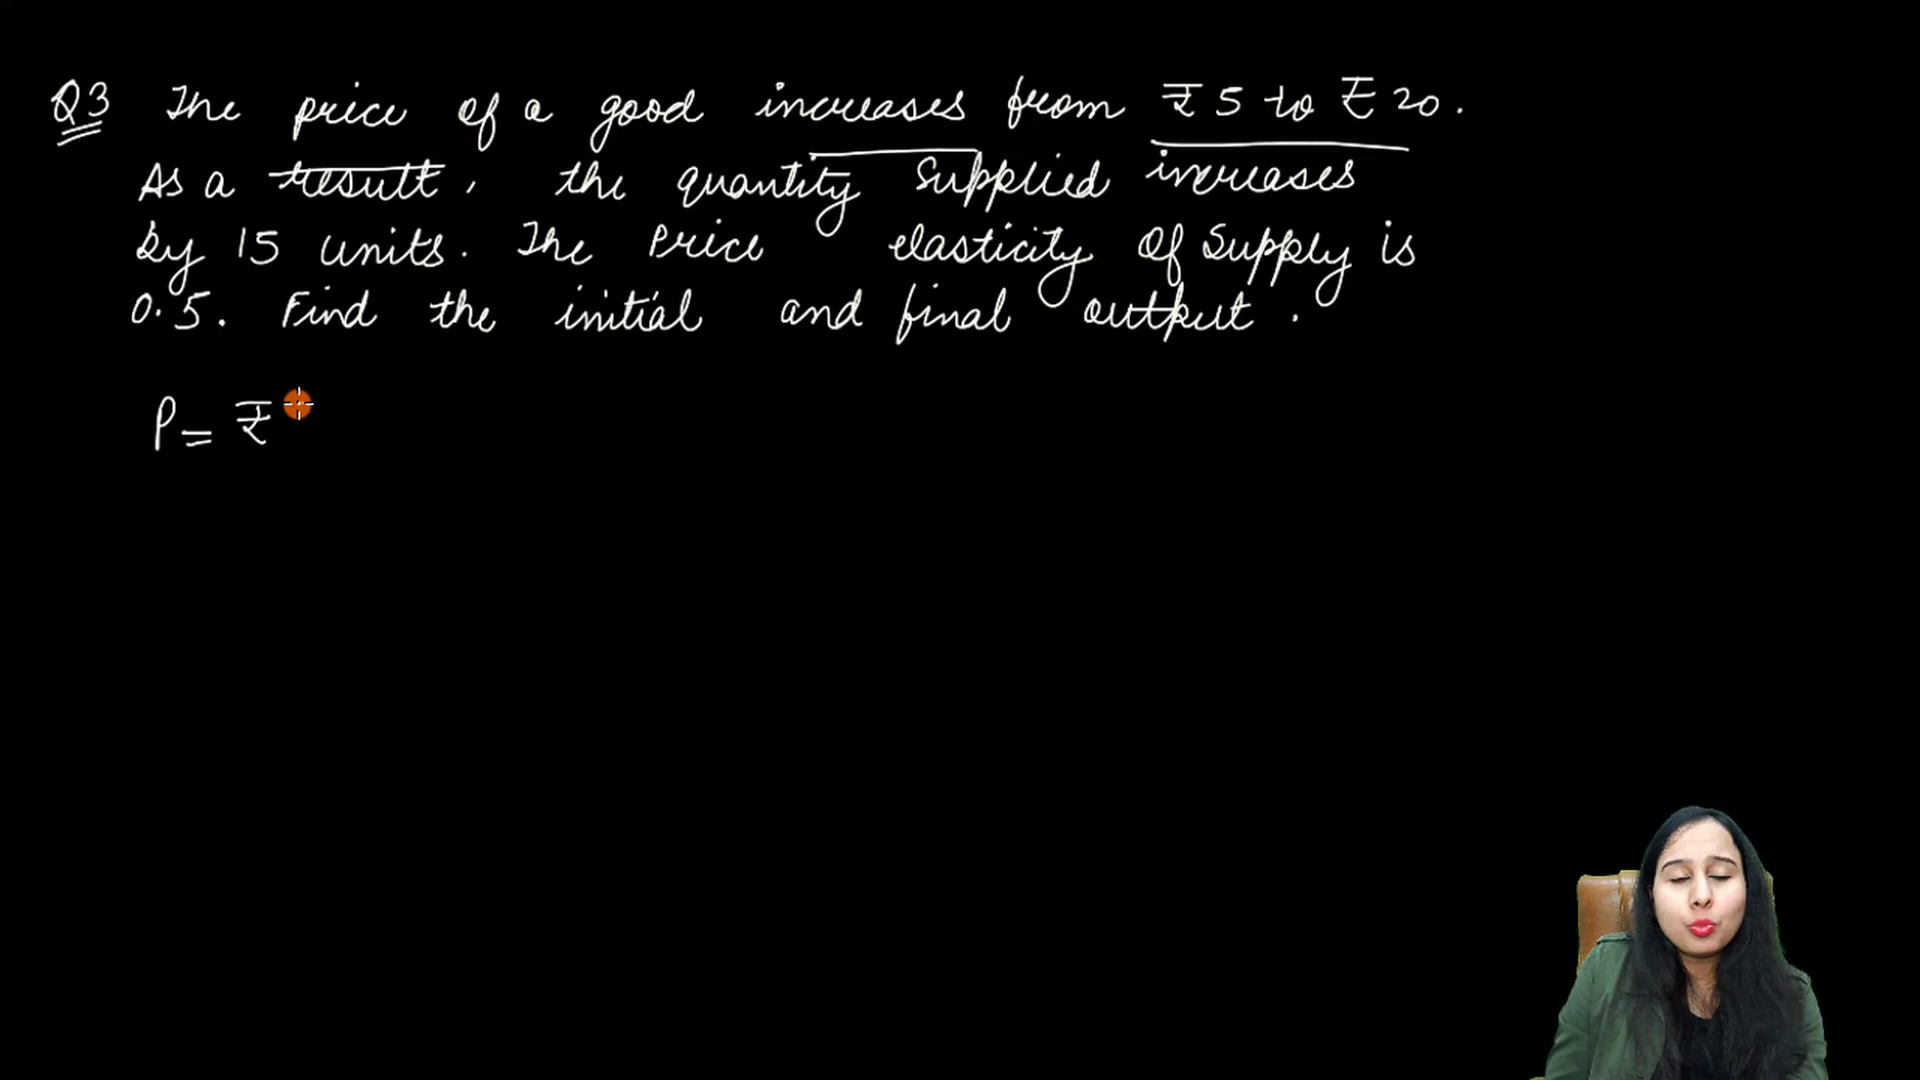 Q3 The price of a good increases from ₹ 5 to ₹ 20.
As a result, the quantity supplied increases
by 15 units. The Price elasticity Of Supply is
0.5. Find the initial and final output.
P = ₹